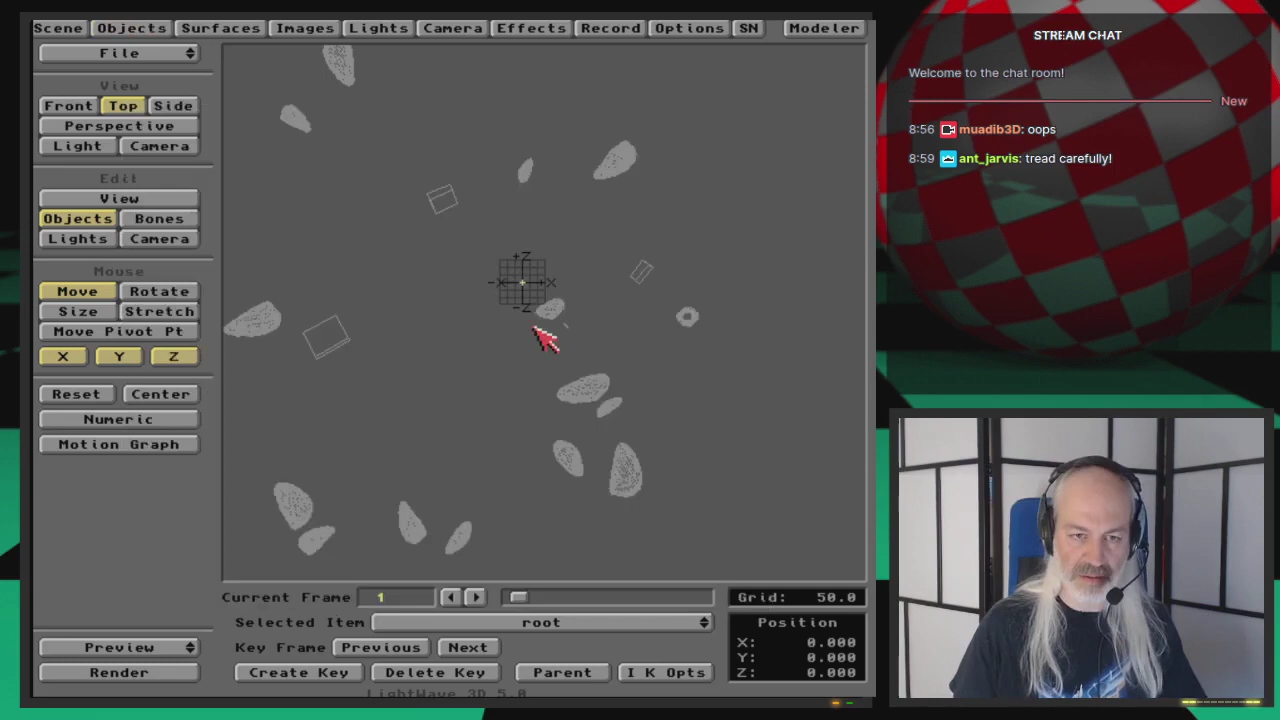 Scene Objects Surfaces Images Lights Camera Effects Record Options SN Modeler
File
View
Front Top Side
Perspective
Light Camera
Edit
View
Objects Bones
Lights Camera
Mouse
Move Rotate
Size Stretch
Move Pivot Pt
X Y Z
Reset Center
Numeric
Motion Graph
Preview
Render
+Z
-X +X
-Z
Current Frame 1
Selected Item root
Key Frame Previous Next
Create Key Delete Key Parent I K Opts
LightWave 3D 5.0
Grid: 50.0
Position
X: 0.000
Y: 0.000
Z: 0.000
STREAM CHAT
Welcome to the chat room!
New
8:56 muadib3D: oops
8:59 ant_jarvis: tread carefully!